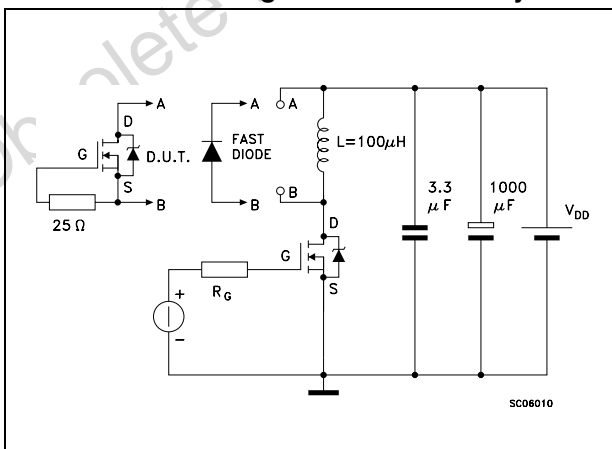 A
A
A
D
G
D.U.T.
FAST
DIODE
L=100μH
S
B
B
B
25 Ω
3.3
μF
1000
μF
V_DD
D
G
R_G
S
+
-
SC06010